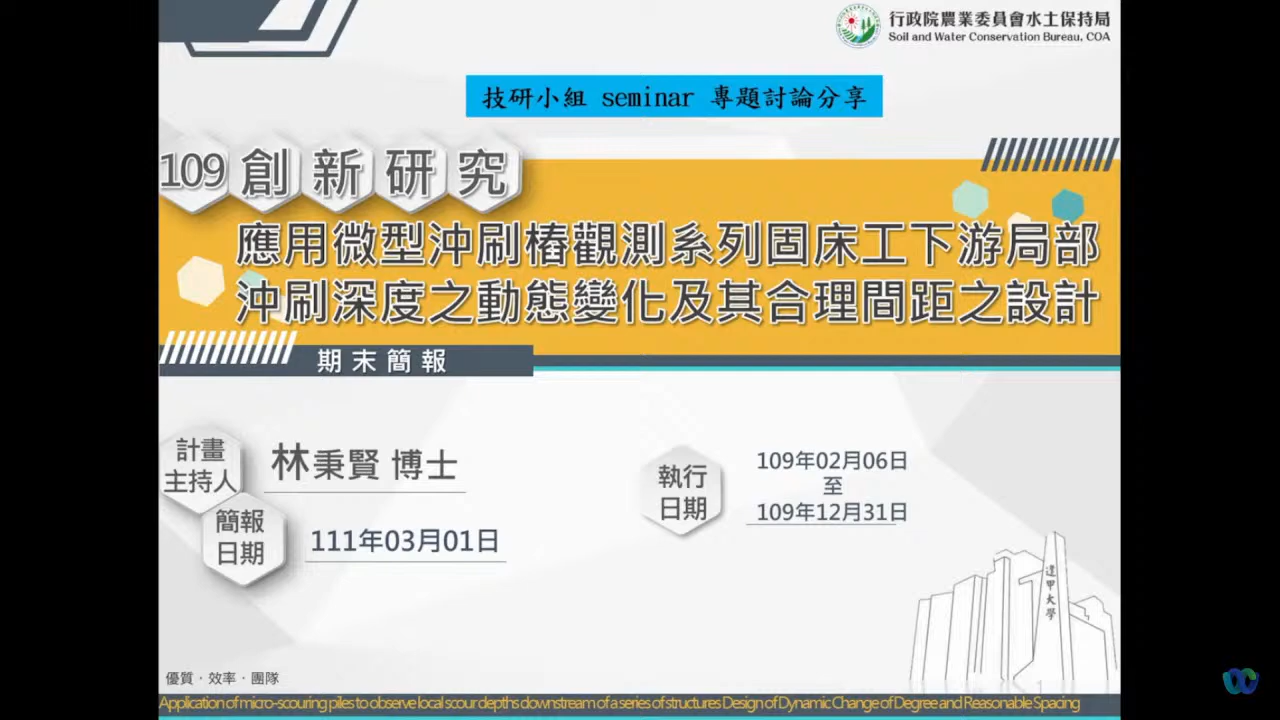 行政院農業委員會水土保持局
Soil and Water Conservation Bureau, COA
技研小組 seminar 專題討論分享
109創新研究
應用微型沖刷樁觀測系列固床工下游局部
沖刷深度之動態變化及其合理間距之設計
期末簡報
計畫
主持人
林秉賢 博士
執行
日期
109年02月06日
至
109年12月31日
簡報
日期
111年03月01日
逢甲大學
優質·效率·團隊
Application of micro-scouring piles to observe local scour depths downstream of a series of structures Design of Dynamic Change of Degree and Reasonable Spacing